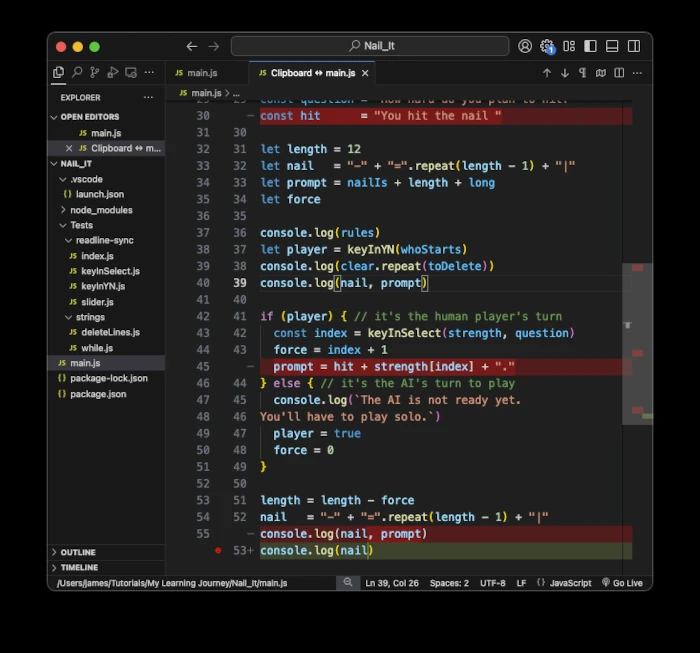 Nail_It
1
JS main.js
JS Clipboard ↔ main.js ×
JS main.js > ...
EXPLORER ...
OPEN EDITORS
JS main.js
× JS Clipboard ↔ m...
NAIL_IT
.vscode
{} launch.json
node_modules
Tests
readline-sync
JS index.js
JS keyInSelect.js
JS keyInYN.js
JS slider.js
strings
JS deleteLines.js
JS while.js
JS main.js
{} package-lock.json
{} package.json
OUTLINE
TIMELINE
30 — const hit      = "You hit the nail "
31 30
32 31 let length = 12
33 32 let nail   = "—" + "=".repeat(length - 1) + "|"
34 33 let prompt = nailIs + length + long
35 34 let force
36 35
37 36 console.log(rules)
38 37 let player = keyInYN(whoStarts)
39 38 console.log(clear.repeat(toDelete))
40 39 console.log(nail, prompt)
41 40
42 41 if (player) { // it's the human player's turn
43 42   const index = keyInSelect(strength, question)
44 43   force = index + 1
45 —   prompt = hit + strength[index] + "."
46 44 } else { // it's the AI's turn to play
47 45   console.log(`The AI is not ready yet.
48 46 You'll have to play solo.`)
49 47   player = true
50 48   force = 0
51 49 }
52 50
53 51 length = length - force
54 52 nail   = "—" + "=".repeat(length - 1) + "|"
55 — console.log(nail, prompt)
53+ console.log(nail)
/Users/james/Tutorials/My Learning Journey/Nail_It/main.js
Ln 39, Col 26 Spaces: 2 UTF-8 LF {} JavaScript Go Live